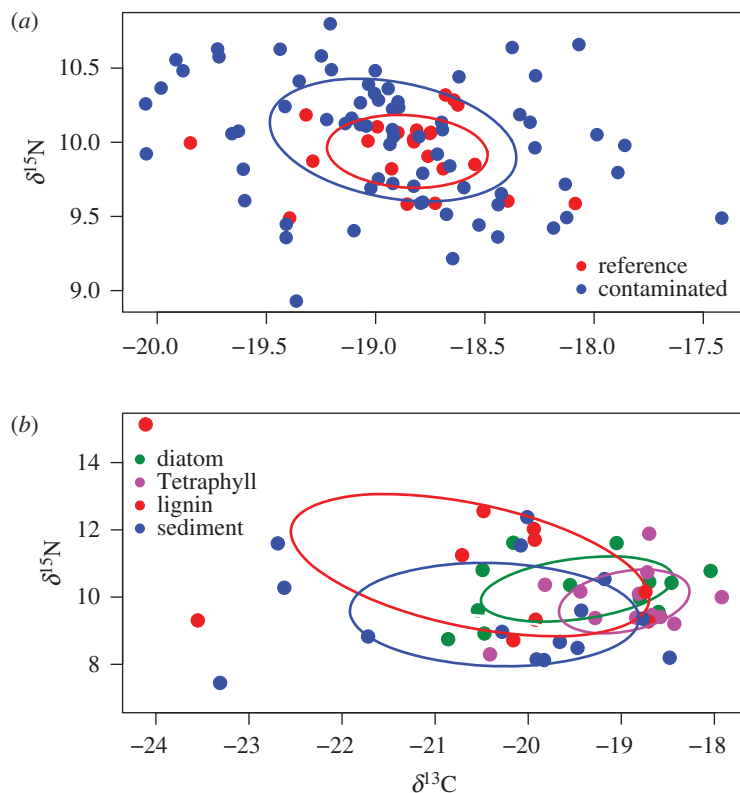 (a)
10.5
10.0
9.5
9.0
δ15N
reference
contaminated
−20.0 −19.5 −19.0 −18.5 −18.0 −17.5
(b)
14
12
10
8
δ15N
diatom
Tetraphyll
lignin
sediment
−24 −23 −22 −21 −20 −19 −18
δ13C